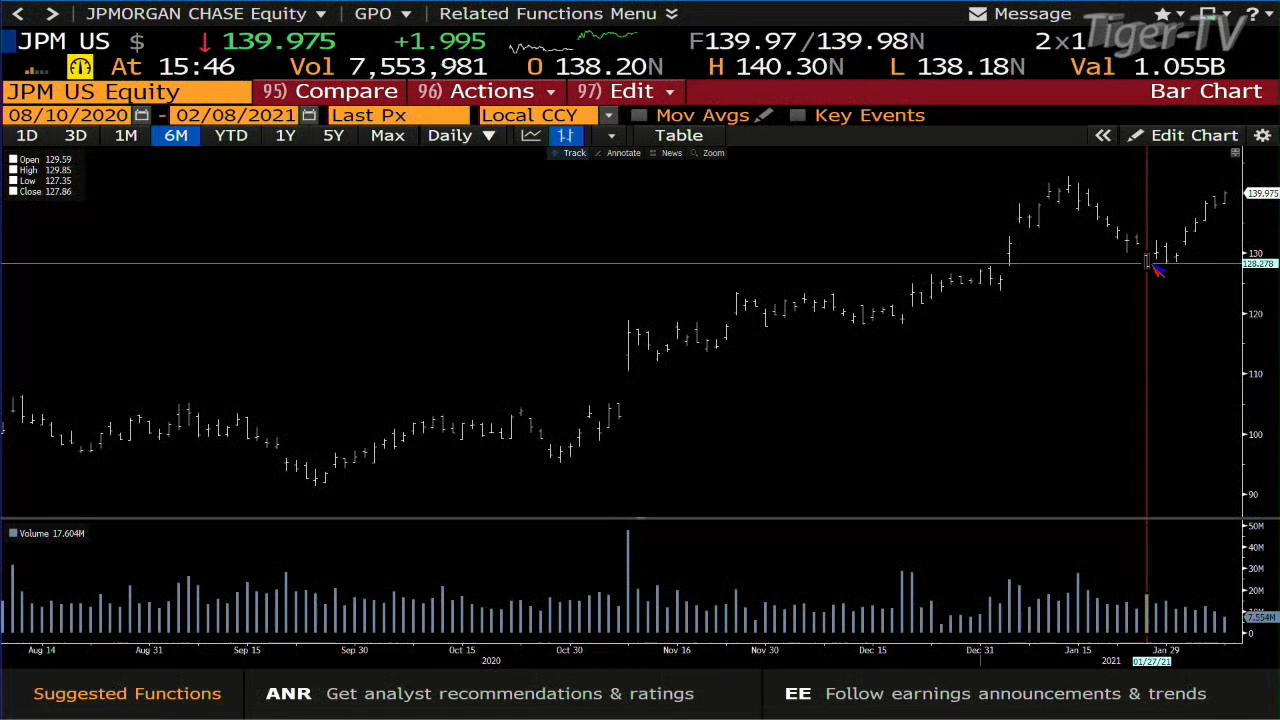 JPMORGAN CHASE Equity GPO Related Functions Menu Message ?
Tiger-TV
JPM US $ ↓ 139.975 +1.995 F139.97/139.98N 2x1
At 15:46 Vol 7,553,981 O 138.20N H 140.30N L 138.18N Val 1.055B
JPM US Equity 95) Compare 96) Actions 97) Edit Bar Chart
08/10/2020 - 02/08/2021 Last Px Local CCY Mov Avgs Key Events
1D 3D 1M 6M YTD 1Y 5Y Max Daily ▼ Table « Edit Chart
Track Annotate News Zoom
Open 129.59
High 129.85
Low 127.35
Close 127.86
139.975
130
128.278
120
110
100
90
Volume 17.604M
50M
40M
30M
20M
7.554M
0
Aug 14 Aug 31 Sep 15 Sep 30 Oct 15 Oct 30 Nov 16 Nov 30 Dec 15 Dec 31 Jan 15 Jan 29
2020 2021 01/27/21
Suggested Functions ANR Get analyst recommendations & ratings EE Follow earnings announcements & trends